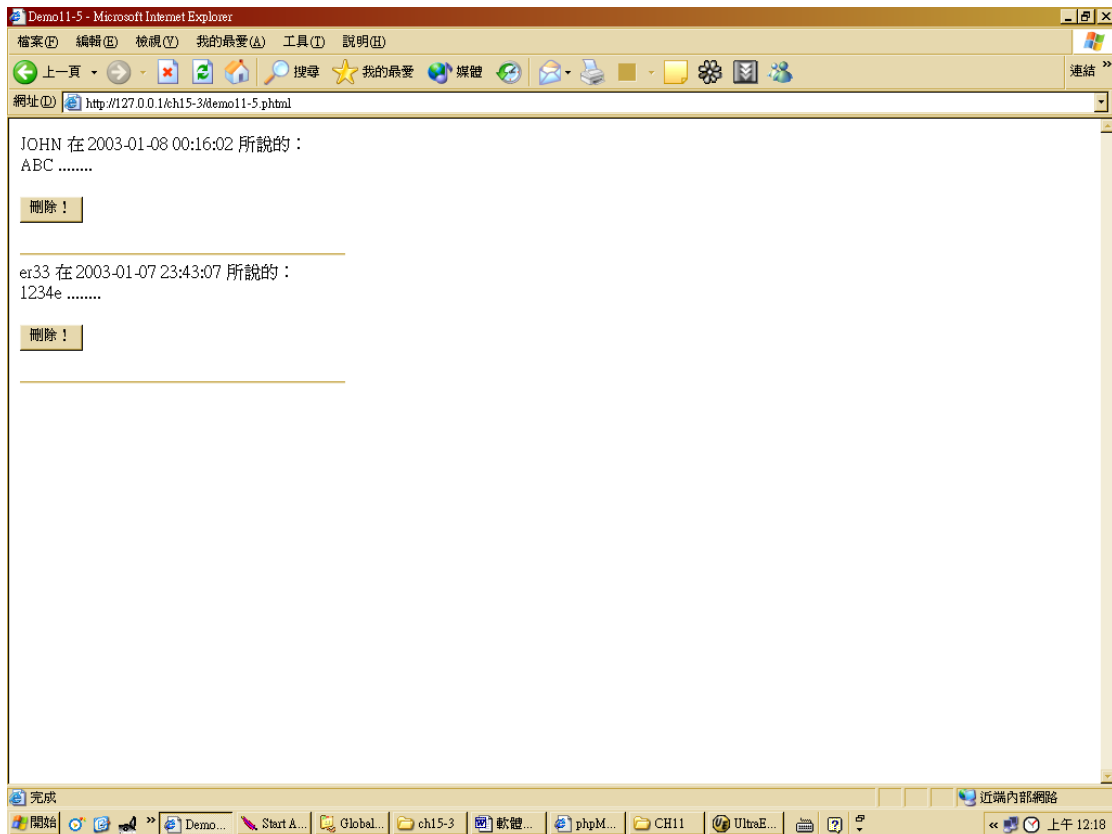 Demo11-5 - Microsoft Internet Explorer
檔案(F) 編輯(E) 檢視(V) 我的最愛(A) 工具(T) 說明(H)
上一頁 搜尋 我的最愛 媒體 連結 »
網址(D) http://127.0.0.1/ch15-3/demo11-5.phtml
JOHN 在 2003-01-08 00:16:02 所說的：
ABC ........
刪除！
er33 在 2003-01-07 23:43:07 所說的：
1234e ........
刪除！
完成 近端內部網路
開始 » Demo... Start A... Global... ch15-3 軟體... phpM... CH11 UltraE... « 上午 12:18